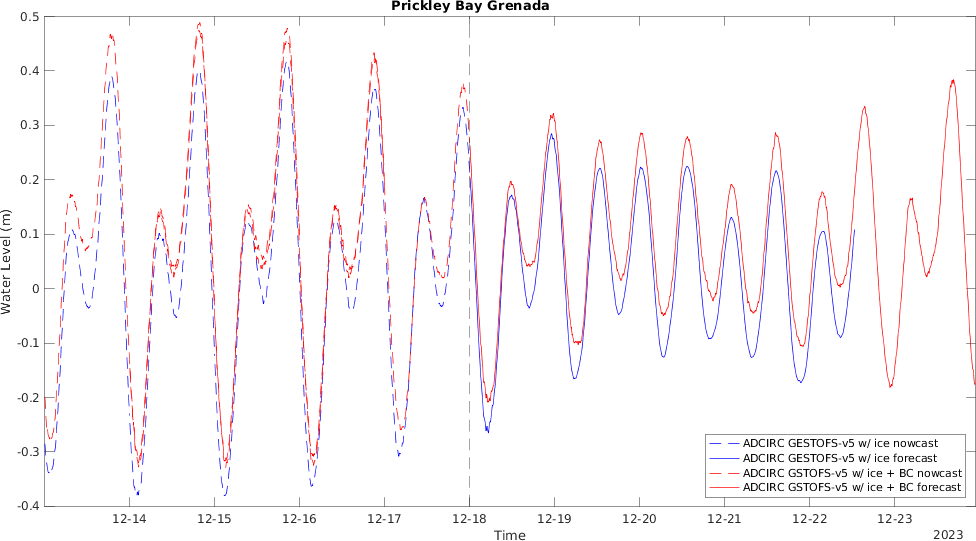 Prickley Bay Grenada
0.5
0.4
0.3
0.2
0.1
0
-0.1
-0.2
-0.3
-0.4
Water Level (m)
12-14 12-15 12-16 12-17 12-18 12-19 12-20 12-21 12-22 12-23
Time
2023
ADCIRC GESTOFS-v5 w/ ice nowcast
ADCIRC GESTOFS-v5 w/ ice forecast
ADCIRC GSTOFS-v5 w/ ice + BC nowcast
ADCIRC GSTOFS-v5 w/ ice + BC forecast